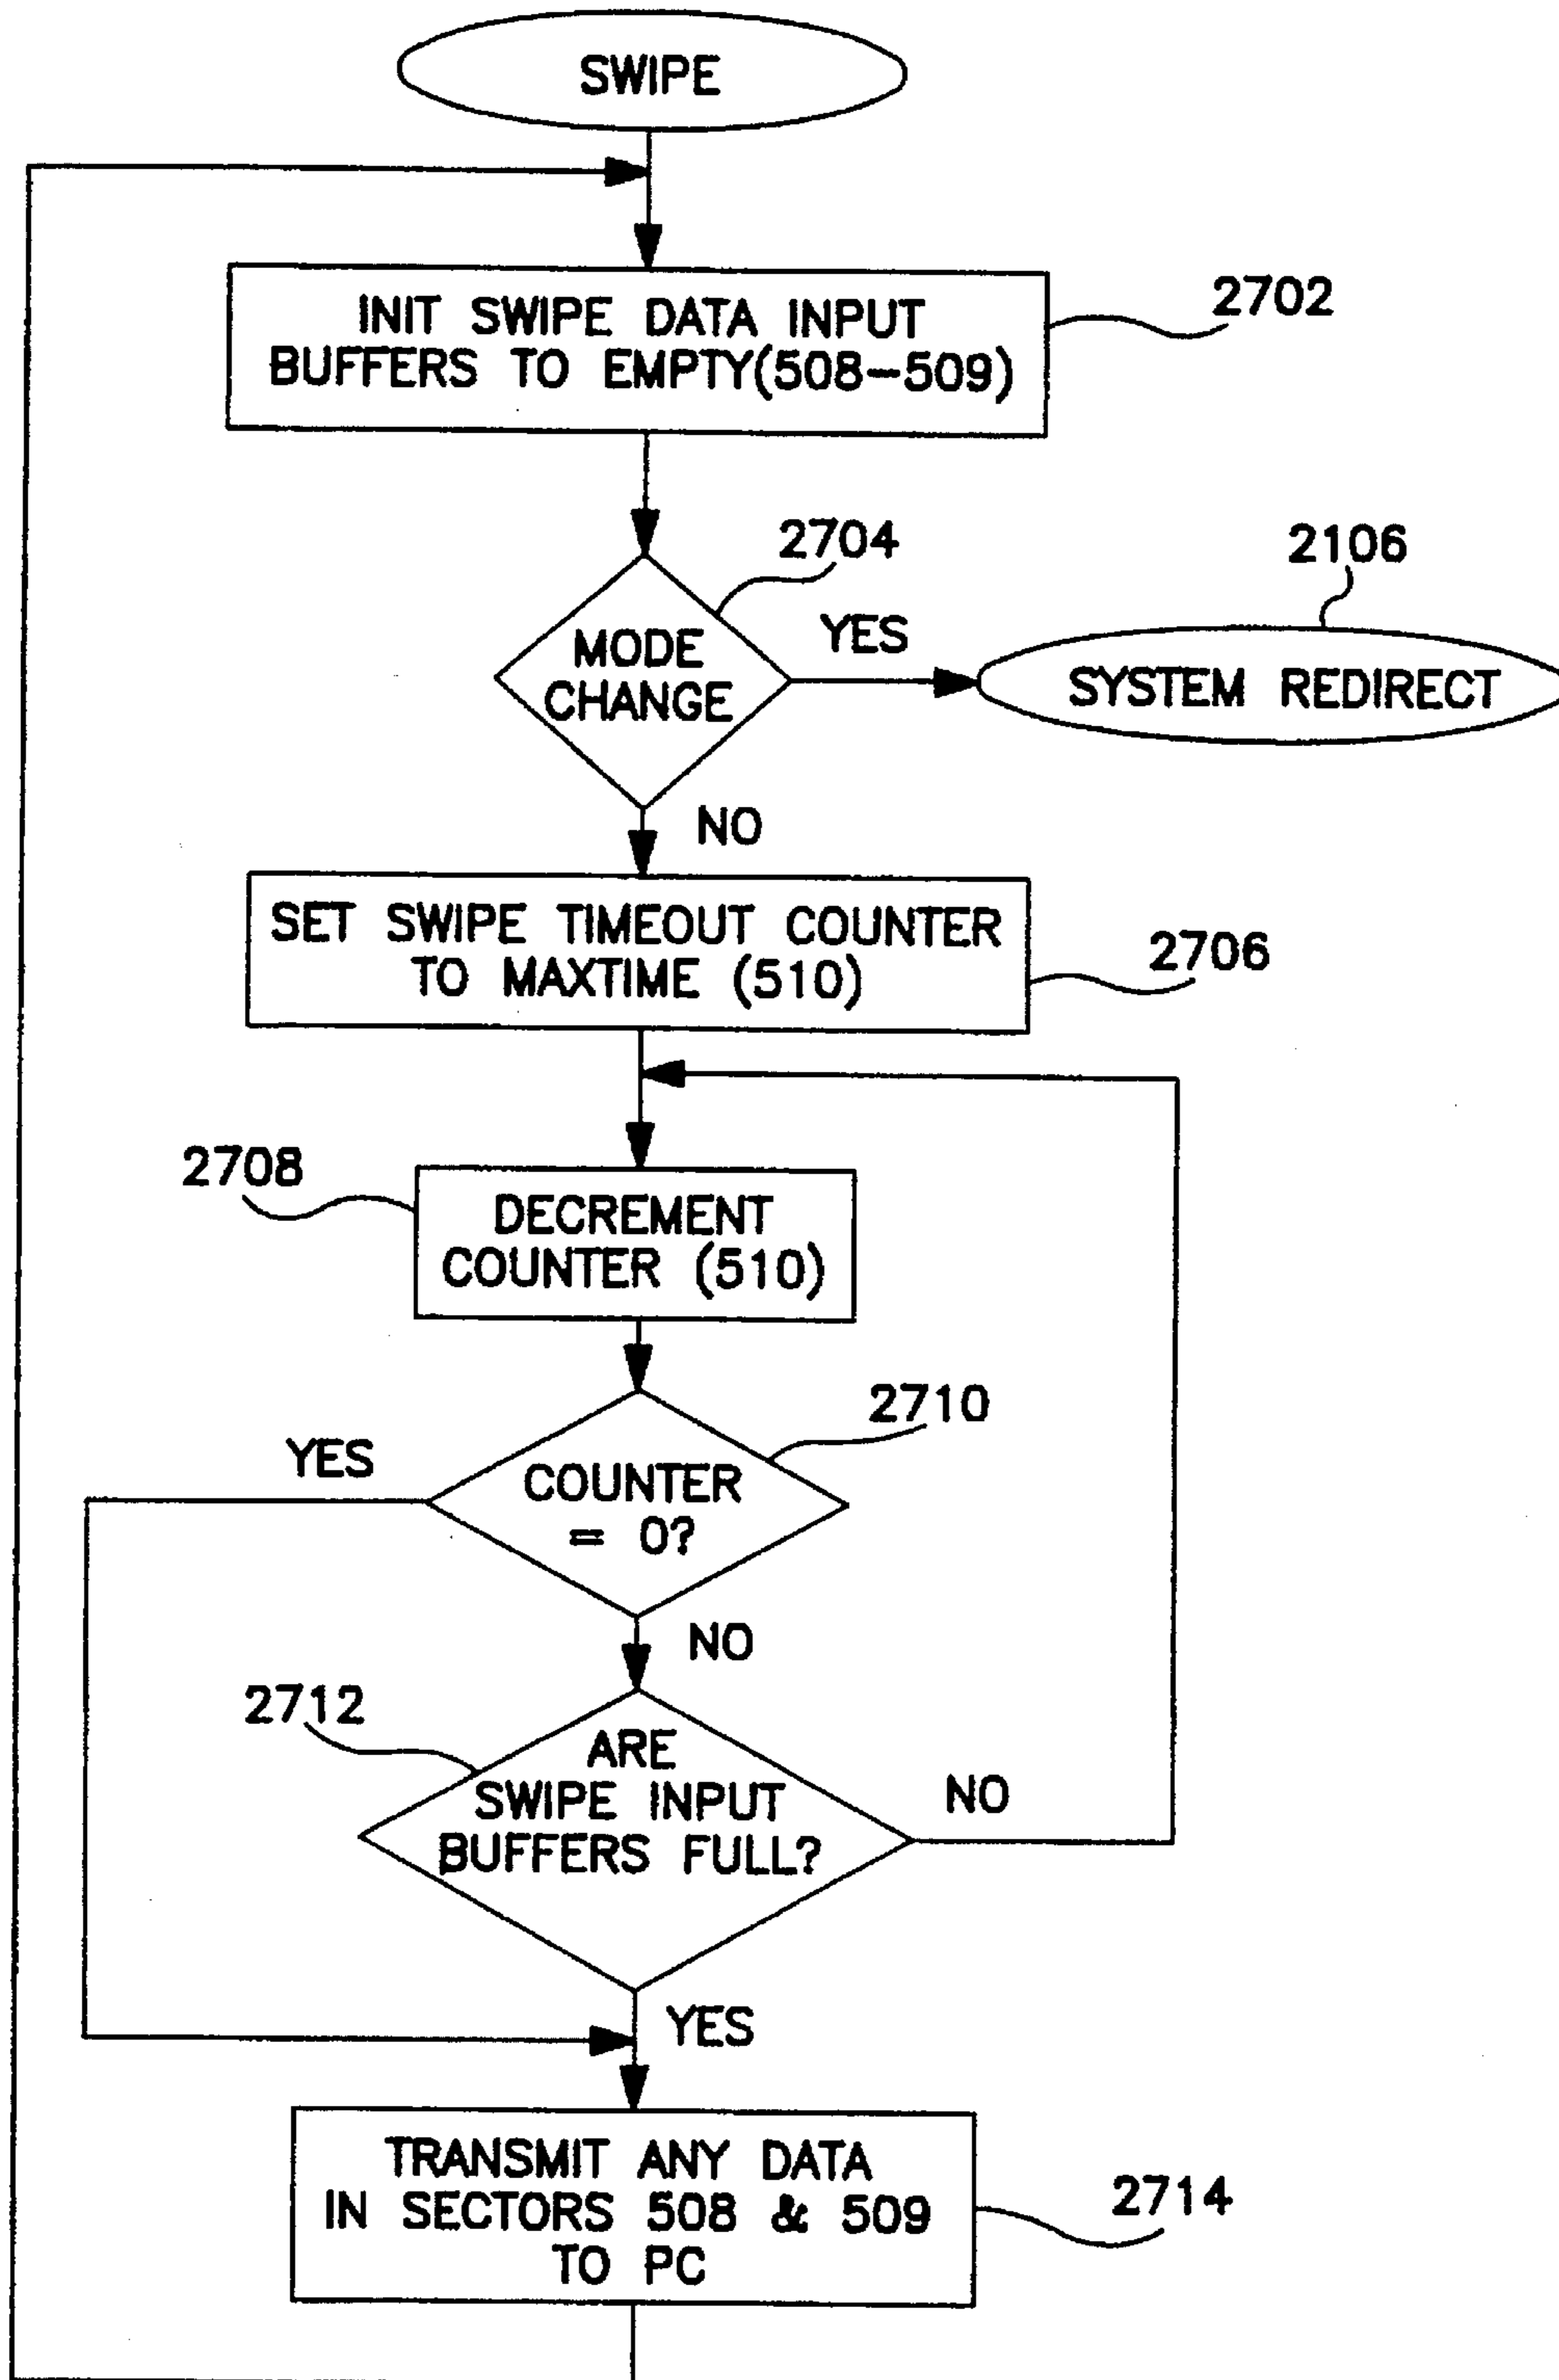 SWIPE
INIT SWIPE DATA INPUT
BUFFERS TO EMPTY(508-509)
2702
2704
2106
MODE
CHANGE
YES
SYSTEM REDIRECT
NO
SET SWIPE TIMEOUT COUNTER
TO MAXTIME (510)
2706
2708
DECREMENT
COUNTER (510)
2710
YES
COUNTER
= 0?
NO
2712
ARE
SWIPE INPUT
BUFFERS FULL?
NO
YES
TRANSMIT ANY DATA
IN SECTORS 508 & 509
TO PC
2714